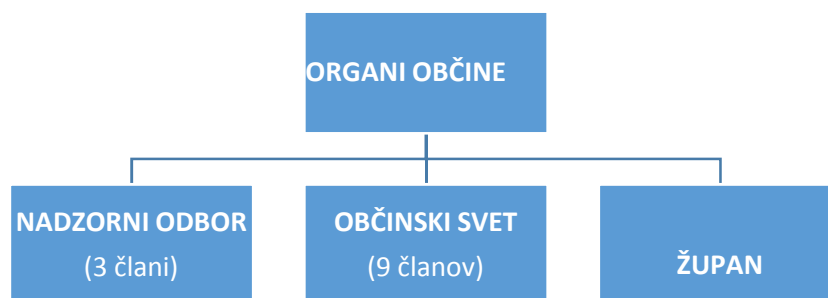 ORGANI OBČINE
NADZORNI ODBOR
(3 člani)
OBČINSKI SVET
(9 članov)
ŽUPAN